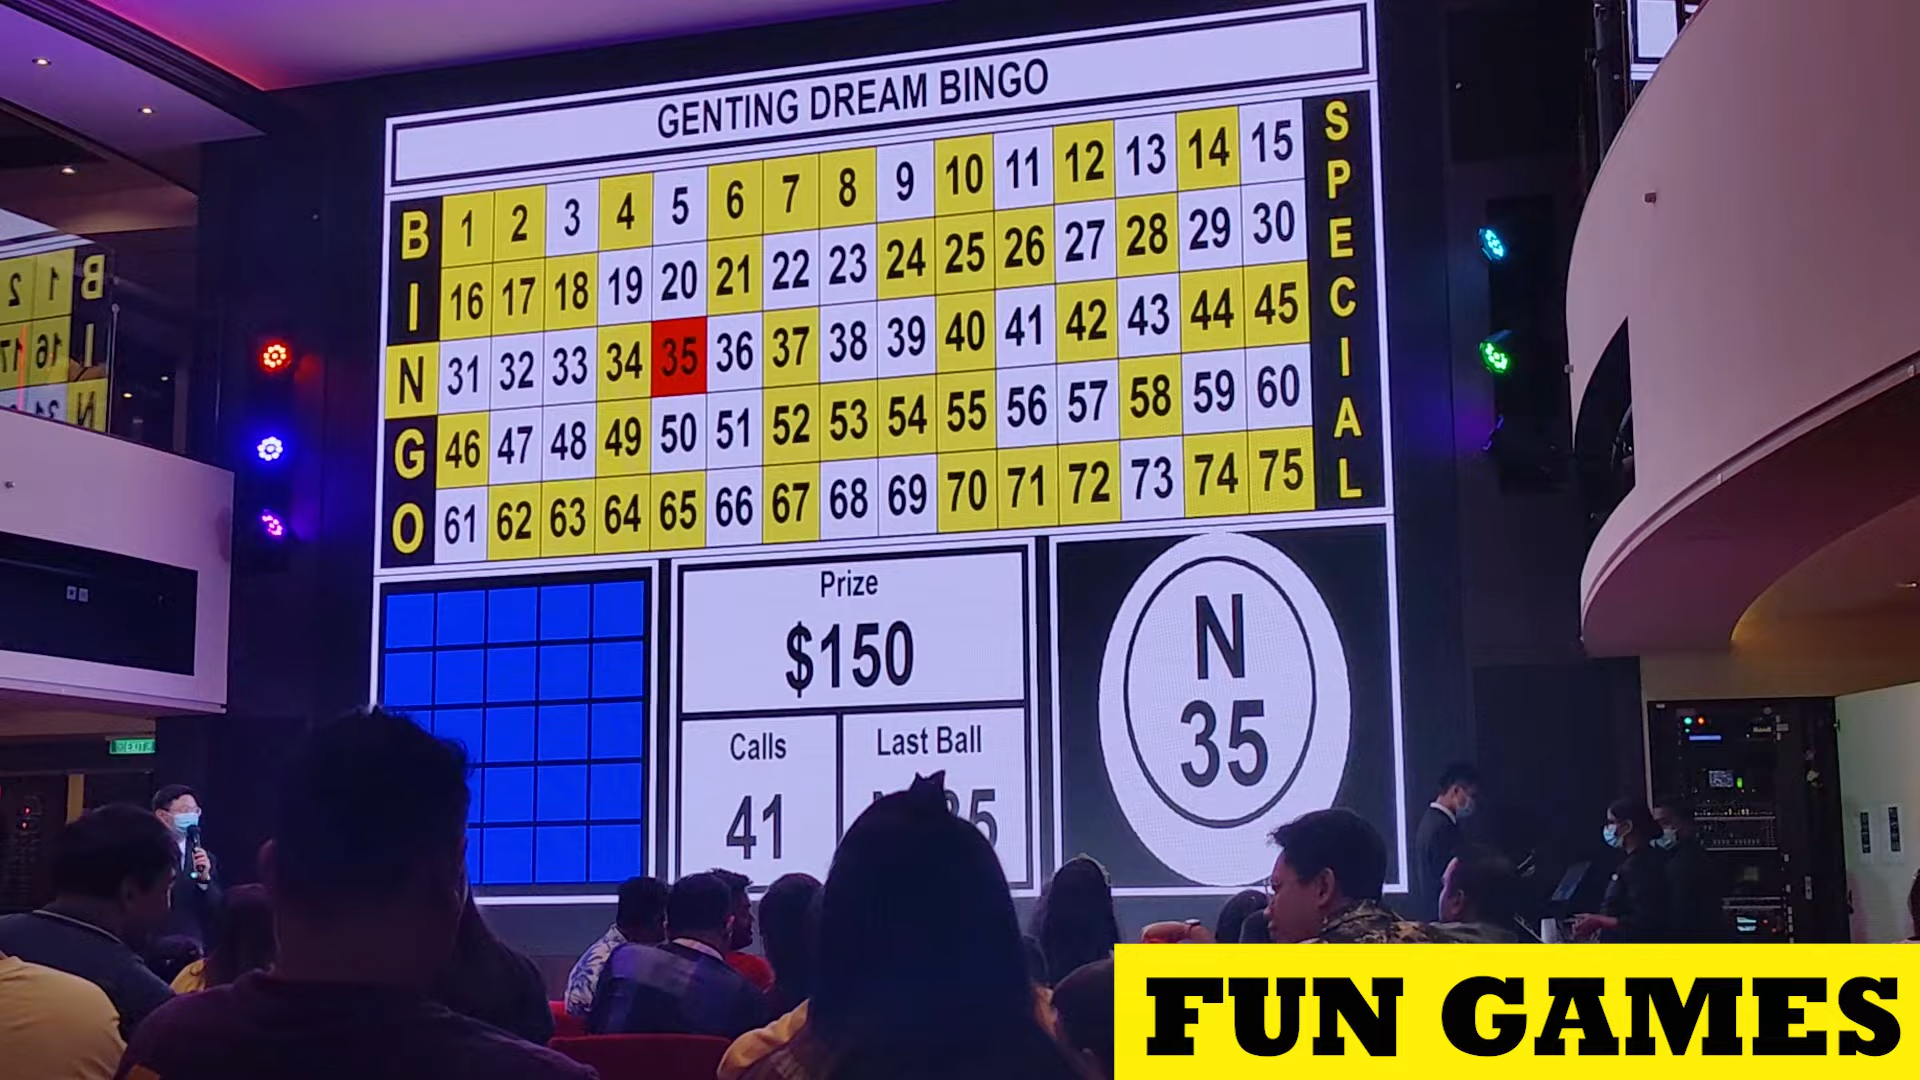 GENTING DREAM BINGO
B 1 2 3 4 5 6 7 8 9 10 11 12 13 14 15
I 16 17 18 19 20 21 22 23 24 25 26 27 28 29 30
N 31 32 33 34 35 36 37 38 39 40 41 42 43 44 45
G 46 47 48 49 50 51 52 53 54 55 56 57 58 59 60
O 61 62 63 64 65 66 67 68 69 70 71 72 73 74 75
SPECIAL
Prize
$150
Calls
41
Last Ball
N
35
EXIT
FUN GAMES